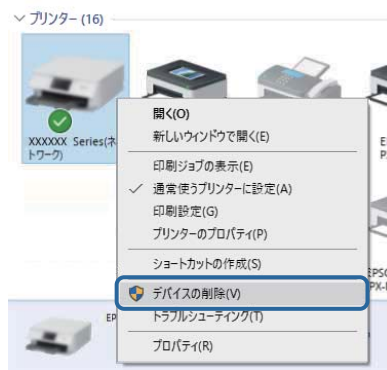 プリンター (16)
XXXXXX Series(ネ
トワーク)
開く(O)
新しいウィンドウで開く(E)
印刷ジョブの表示(E)
通常使うプリンターに設定(A)
印刷設定(G)
プリンターのプロパティ(P)
ショートカットの作成(S)
デバイスの削除(V)
トラブルシューティング(T)
プロパティ(R)
E
P
EPSO
PX-
EP